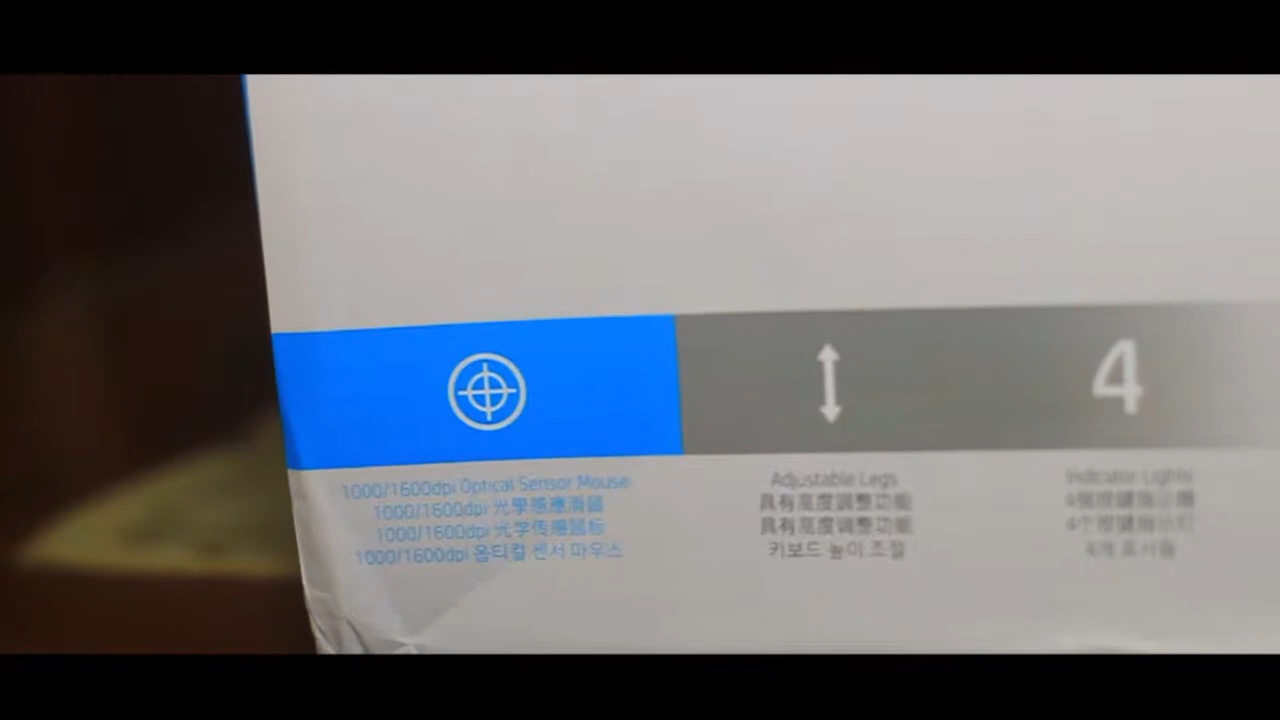 4
1000/1600dpi Optical Sensor Mouse
1000/1600dpi 光學感應滑鼠
1000/1600dpi 光学传感鼠标
1000/1600dpi 옵티컬 센서 마우스
Adjustable Legs
具有高度调整功能
具有高度调整功能
키보드 높이 조절
Indicator Lights